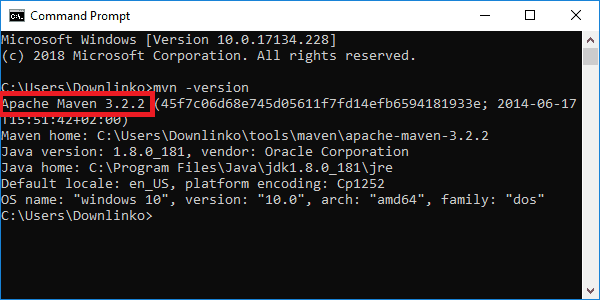 Command Prompt
Microsoft Windows [Version 10.0.17134.228]
(c) 2018 Microsoft Corporation. All rights reserved.
C:\Users\Downlinko>mvn -version
Apache Maven 3.2.2 (45f7c06d68e745d05611f7fd14efb6594181933e; 2014-06-17
T15:51:42+02:00)
Maven home: C:\Users\Downlinko\tools\maven\apache-maven-3.2.2
Java version: 1.8.0_181, vendor: Oracle Corporation
Java home: C:\Program Files\Java\jdk1.8.0_181\jre
Default locale: en_US, platform encoding: Cp1252
OS name: "windows 10", version: "10.0", arch: "amd64", family: "dos"
C:\Users\Downlinko>